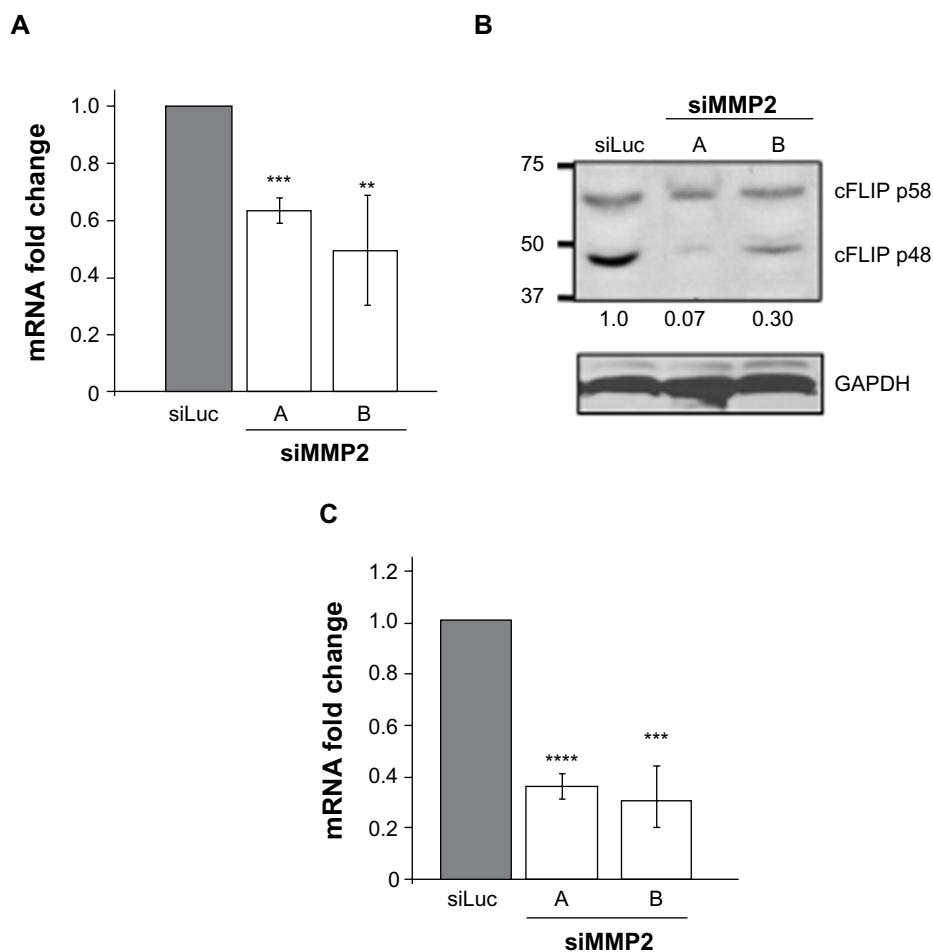 A
mRNA fold change
1.0
0.8
0.6
0.4
0.2
0
***
**
siLuc A B
siMMP2
B
siMMP2
siLuc A B
75
50
37
cFLIP p58
cFLIP p48
1.0 0.07 0.30
GAPDH
C
mRNA fold change
1.2
1.0
0.8
0.6
0.4
0.2
0
****
***
siLuc A B
siMMP2